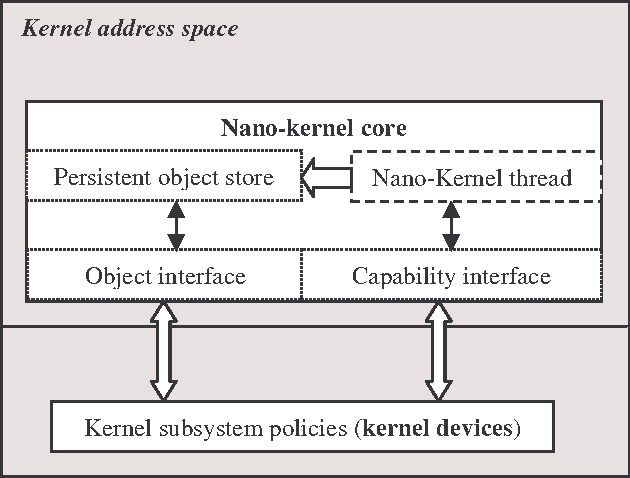 Kernel address space
Nano-kernel core
Persistent object store
Nano-Kernel thread
Object interface
Capability interface
Kernel subsystem policies (kernel devices)